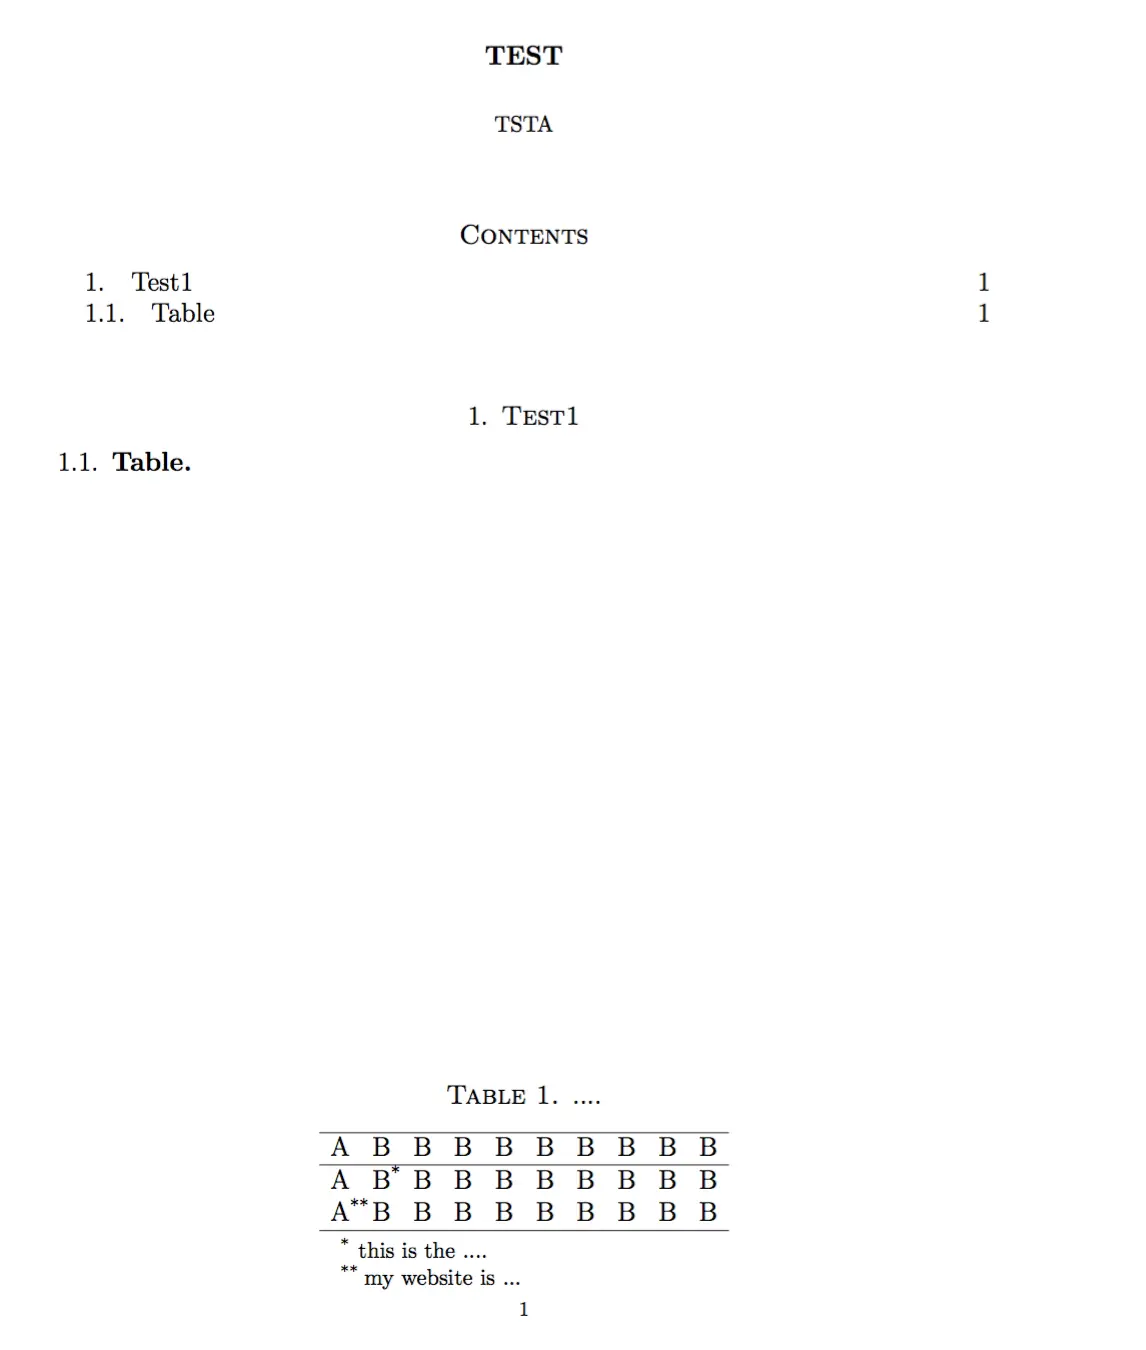 TEST
TSTA
Contents
1. Test1 1
1.1. Table 1
1. Test1
1.1. Table.
Table 1. ....
A B B B B B B B B B
A B* B B B B B B B B
A** B B B B B B B B B
* this is the ....
** my website is ...
1